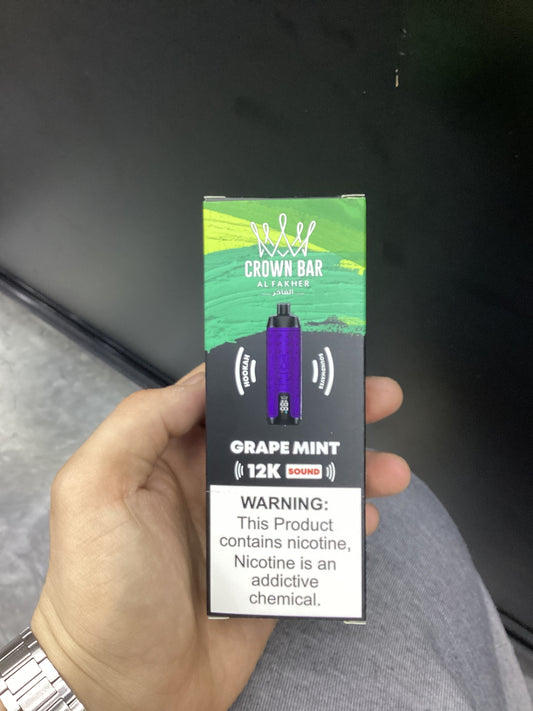 CROWN BAR
AL FAKHER
الفاخر
HOOKAH
SOUNDWAVES
GRAPE MINT
12K SOUND
WARNING:
This Product
contains nicotine,
Nicotine is an
addictive
chemical.